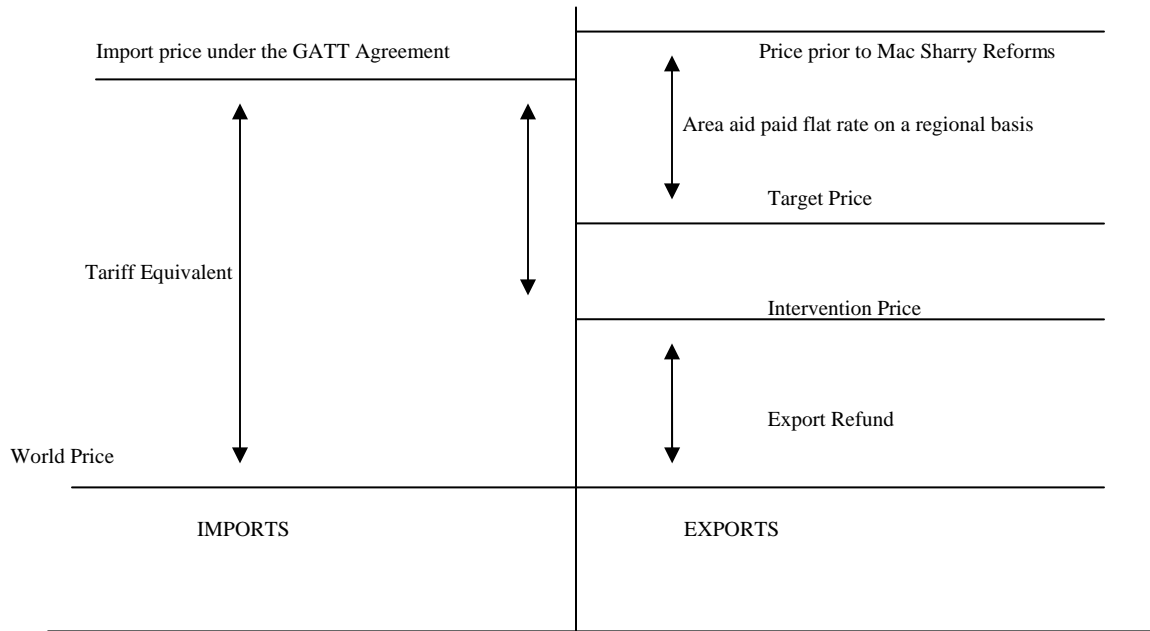 Import price under the GATT Agreement
Price prior to Mac Sharry Reforms
Area aid paid flat rate on a regional basis
Target Price
Tariff Equivalent
Intervention Price
Export Refund
World Price
IMPORTS
EXPORTS